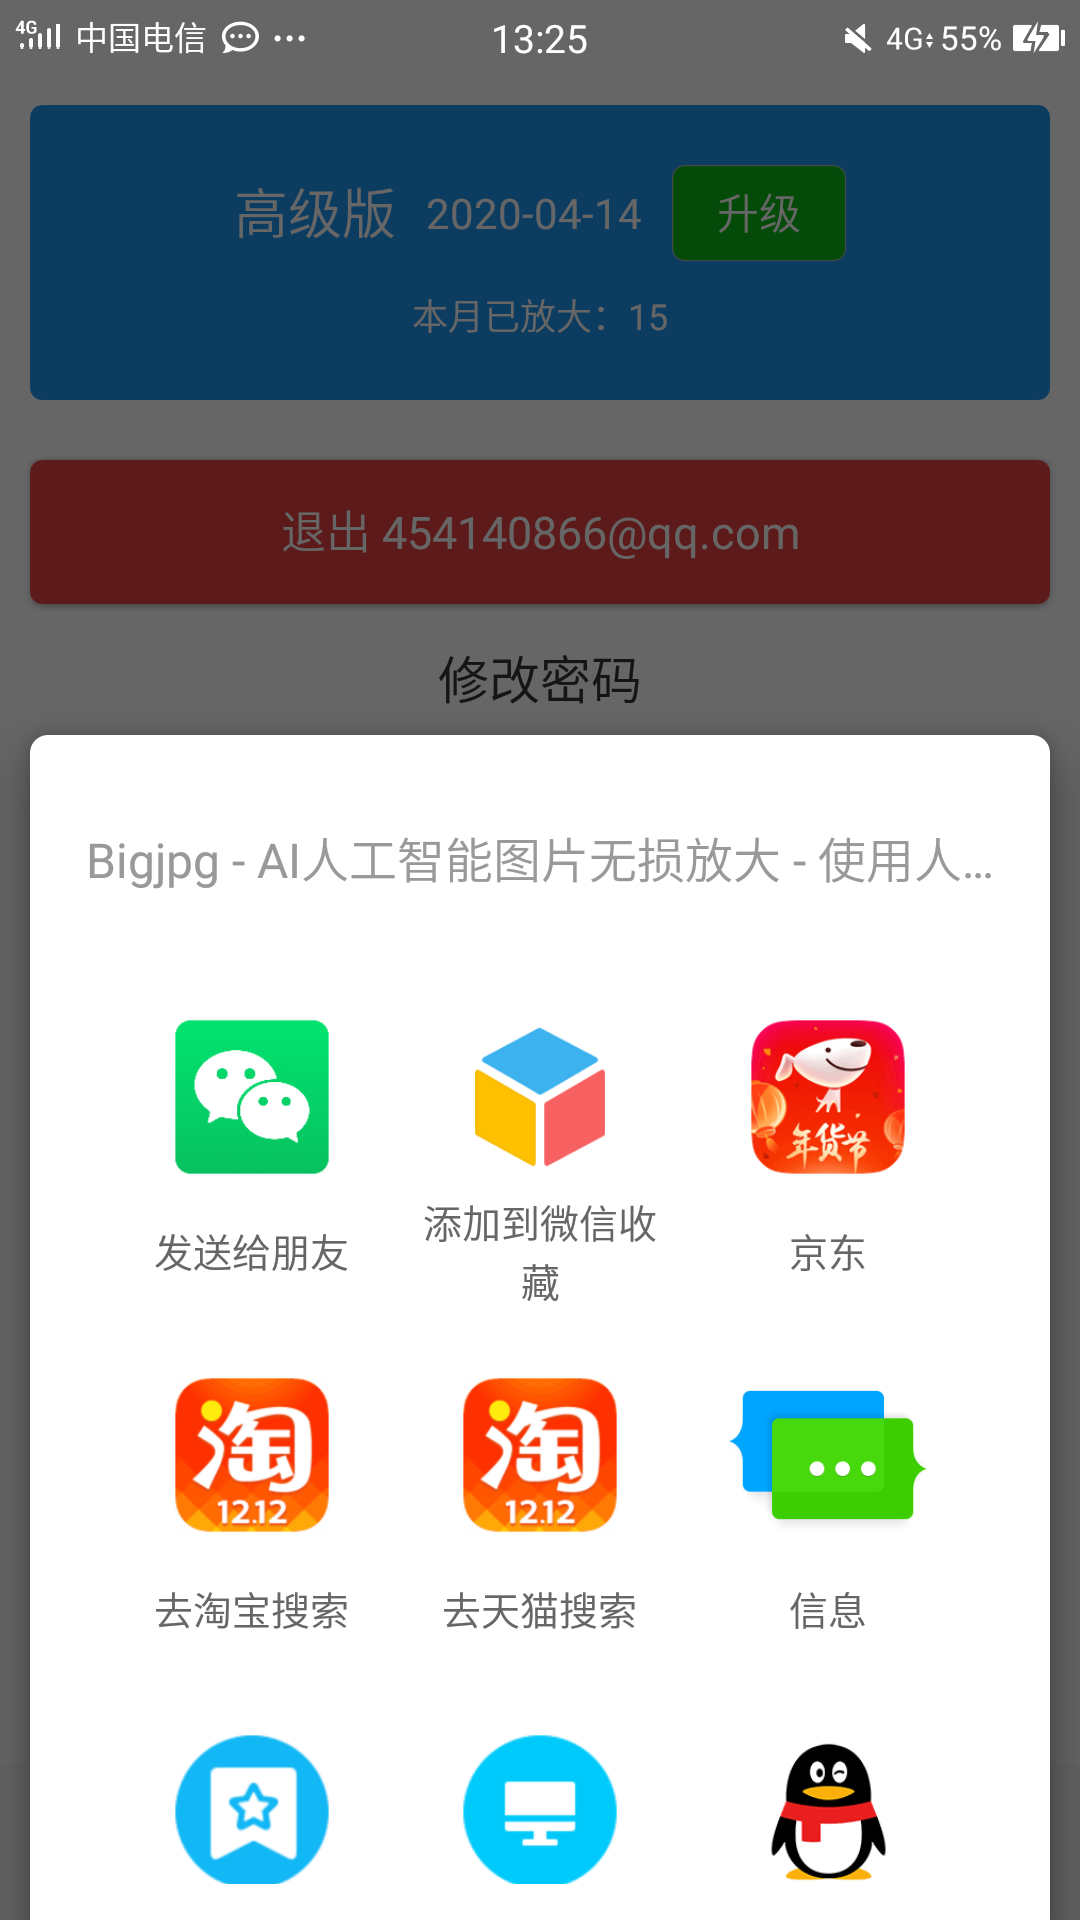 4G 中国电信 13:25 4G 55%
高级版 2020-04-14 升级
本月已放大：15
退出 454140866@qq.com
修改密码
Bigjpg - AI人工智能图片无损放大 - 使用人...
年货节
发送给朋友 添加到微信收藏 京东
淘 12.12 淘 12.12
去淘宝搜索 去天猫搜索 信息